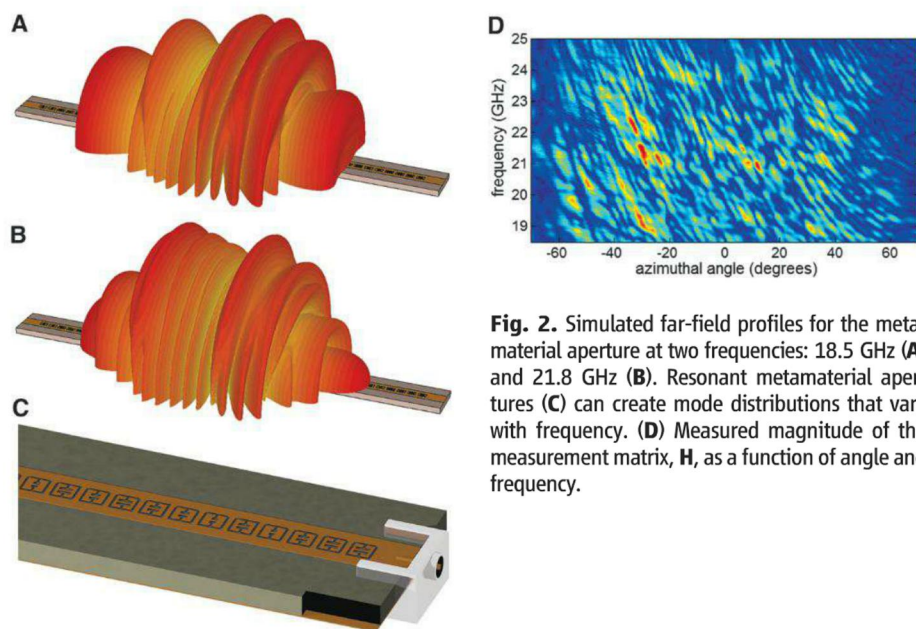 A
B
C
D
25
24
23
22
21
20
19
frequency (GHz)
-60 -40 -20 0 20 40 60
azimuthal angle (degrees)
Fig. 2. Simulated far-field profiles for the meta
material aperture at two frequencies: 18.5 GHz (A
and 21.8 GHz (B). Resonant metamaterial aper
tures (C) can create mode distributions that var
with frequency. (D) Measured magnitude of th
measurement matrix, H, as a function of angle an
frequency.